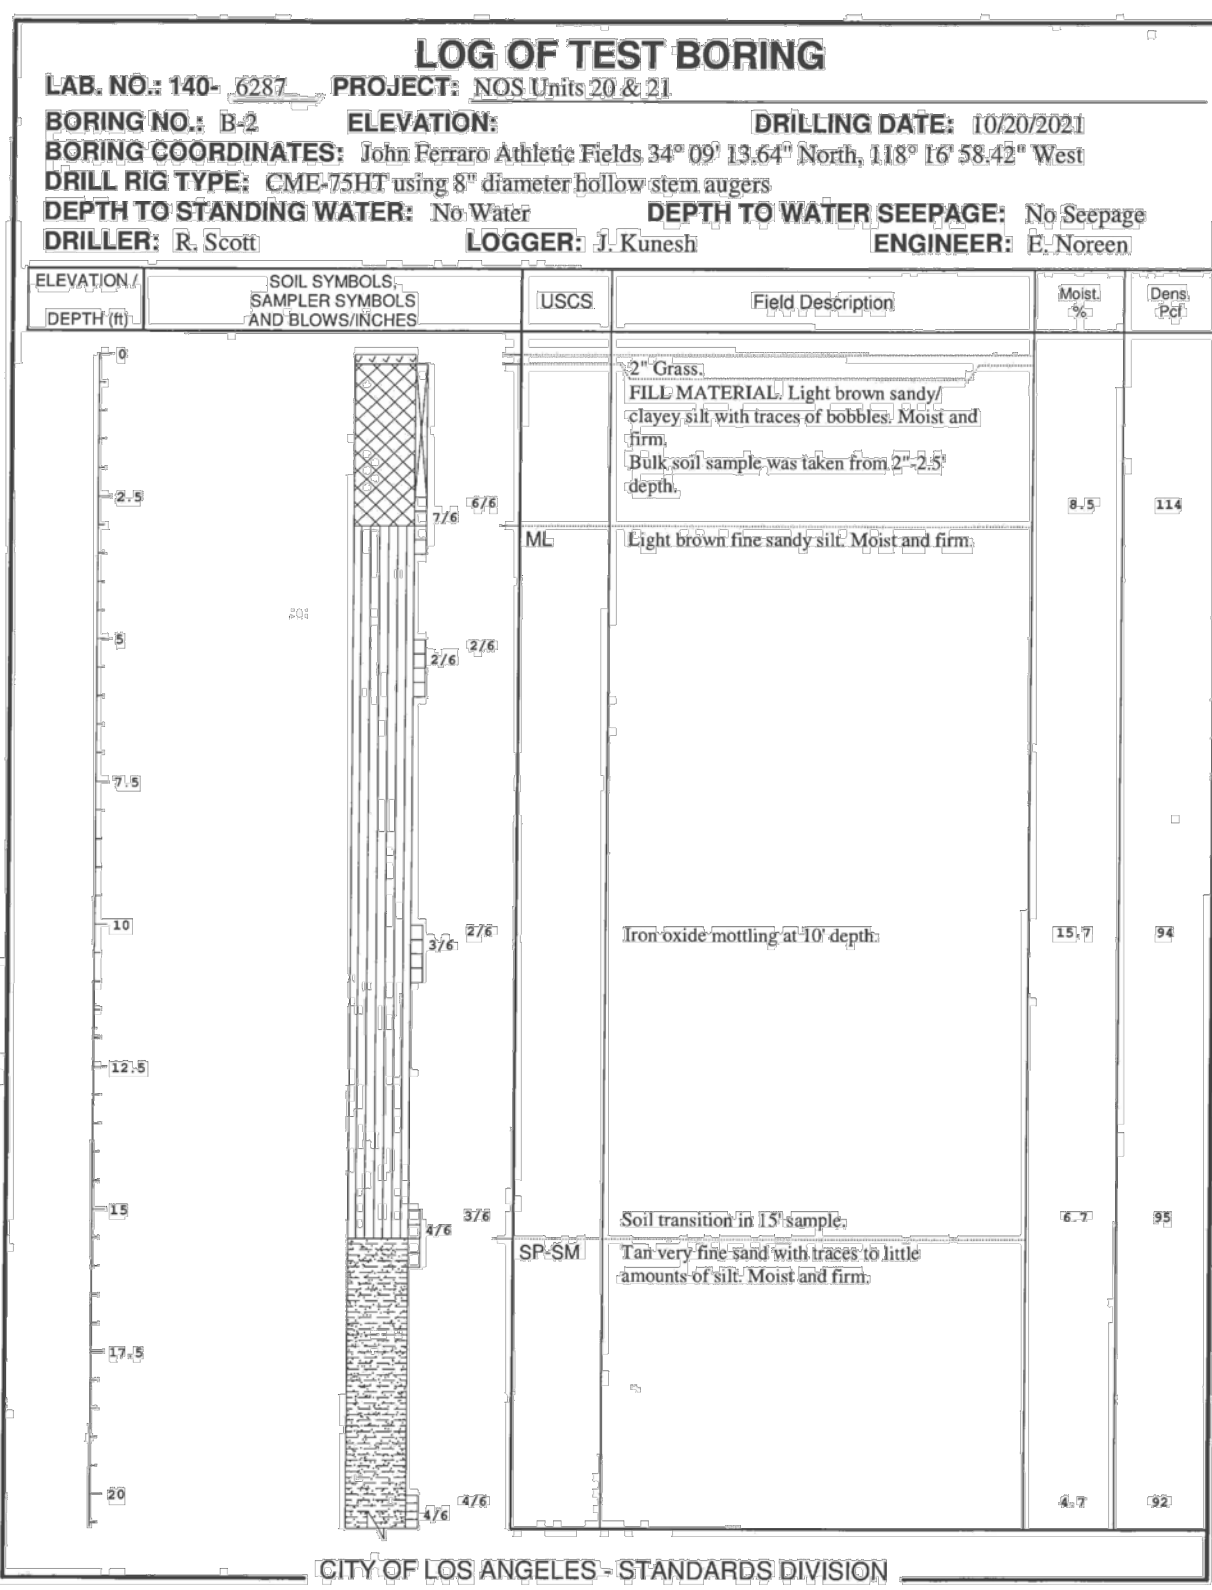 LOG OF TEST BORING
LAB. NO.: 140- 6287 PROJECT: NOS Units 20 & 21
BORING NO.: B-2 ELEVATION: DRILLING DATE: 10/20/2021
BORING COORDINATES: John Ferraro Athletic Fields 34° 09' 13.64" North, 118° 16' 58.42" West
DRILL RIG TYPE: CME-75HT using 8" diameter hollow stem augers
DEPTH TO STANDING WATER: No Water DEPTH TO WATER SEEPAGE: No Seepage
DRILLER: R. Scott LOGGER: J. Kunesh ENGINEER: E. Noreen
ELEVATION / DEPTH (ft)
SOIL SYMBOLS,
SAMPLER SYMBOLS
AND BLOWS/INCHES
USCS
Field Description
Moist. %
Dens. Pcf
0
2" Grass.
FILL MATERIAL. Light brown sandy/
clayey silt with traces of bobbles. Moist and
firm.
Bulk soil sample was taken from 2"-2.5'
depth.
2.5 6/6 8.5 114
7/6
ML Light brown fine sandy silt. Moist and firm.
5 2/6
2/6
7.5
10 2/6 Iron oxide mottling at 10' depth. 15.7 94
3/6
12.5
15 3/6 Soil transition in 15' sample. 6.7 95
4/6
SP-SM Tan very fine sand with traces to little
amounts of silt. Moist and firm.
17.5
20 4/6 4.7 92
4/6
CITY OF LOS ANGELES - STANDARDS DIVISION